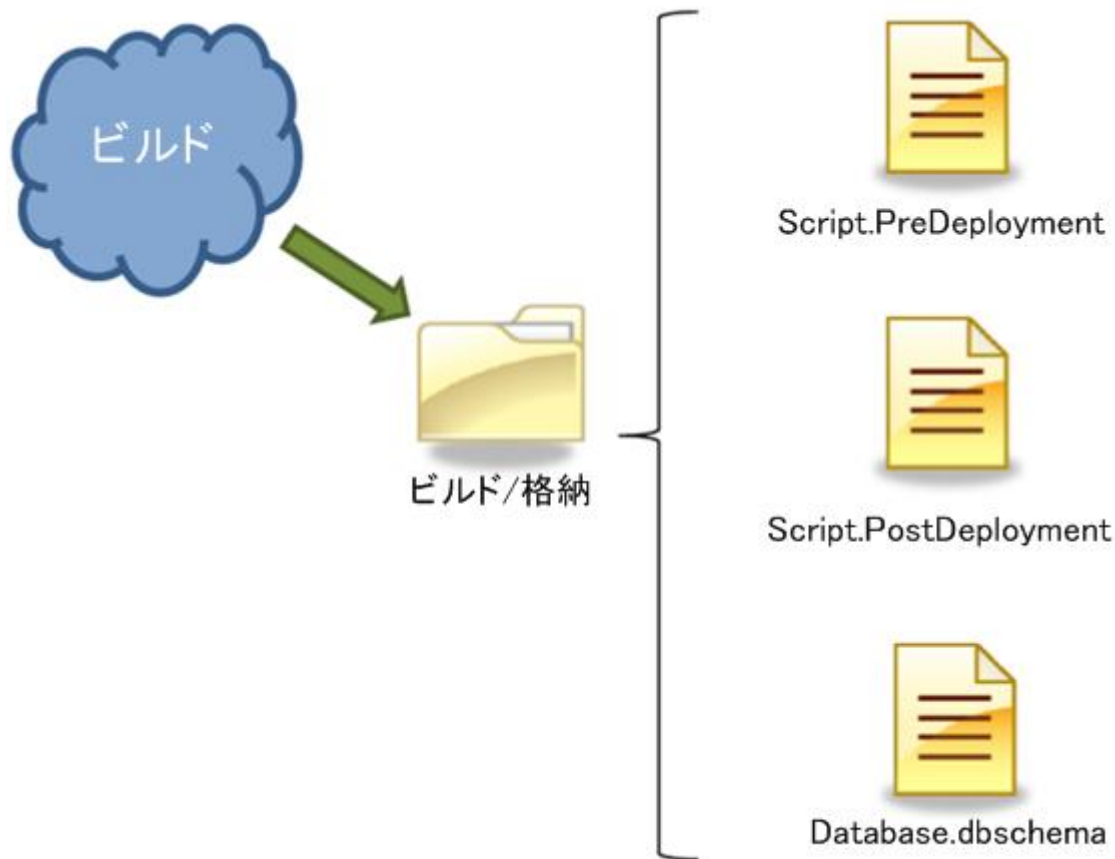 ビルド
ビルド/格納
Script.PreDeployment
Script.PostDeployment
Database.dbschema